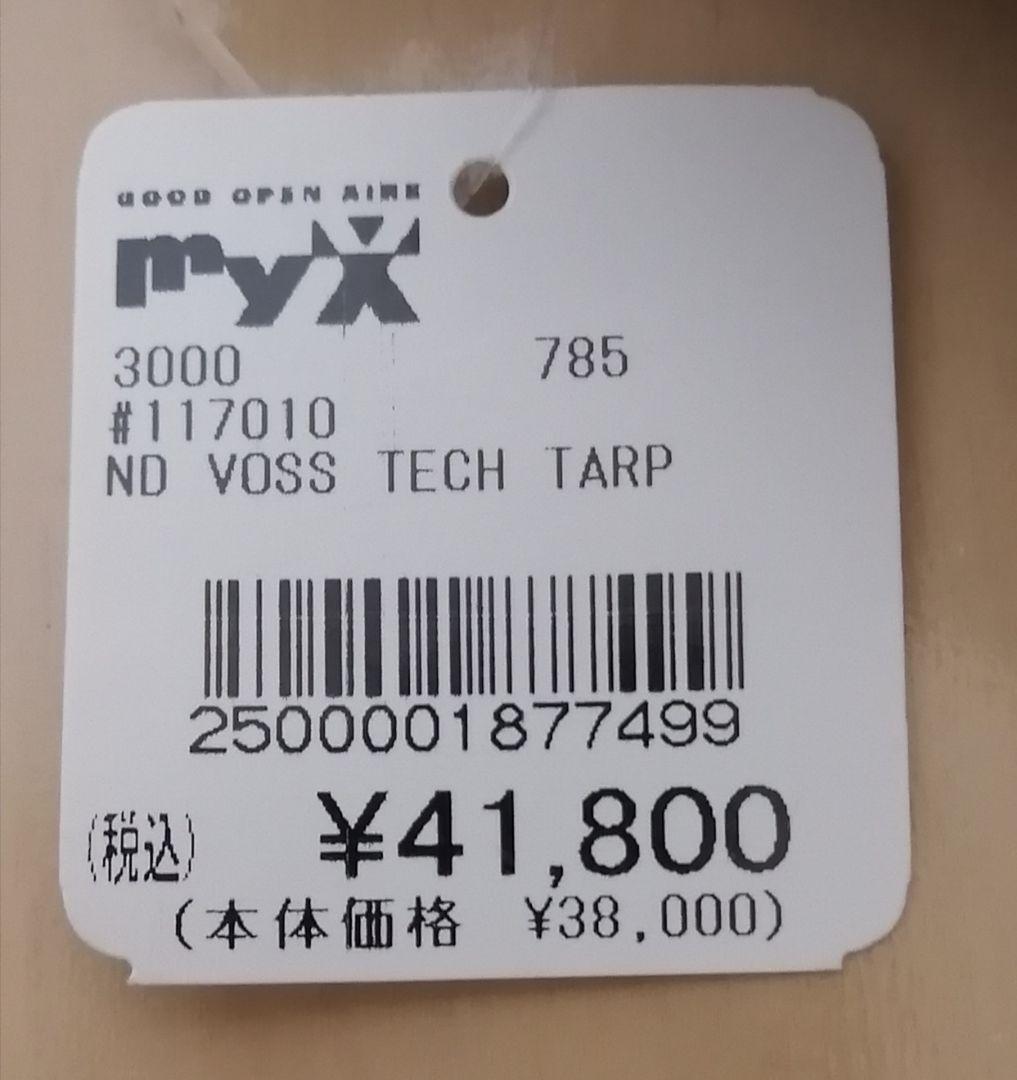 GOOD OPEN AIRS
myX
3000 785
#117010
ND VOSS TECH TARP
2500001877499
(税込) ¥41,800
(本体価格 ¥38,000)